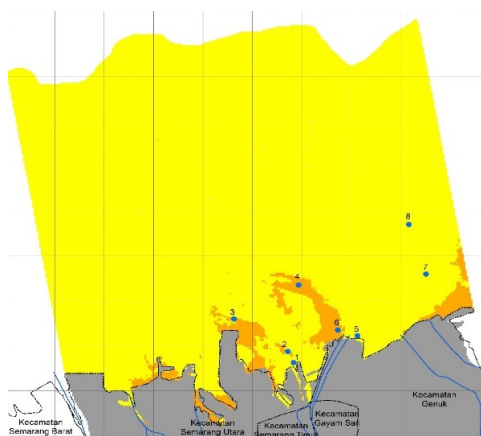 8
7
4
3
6
5
2
1
Kecamatan
Semarang Barat
Kecamatan
Semarang Utara
Kecamatan
Semarang Timur
Kecamatan
Gayam Sari
Kecamatan
Genuk